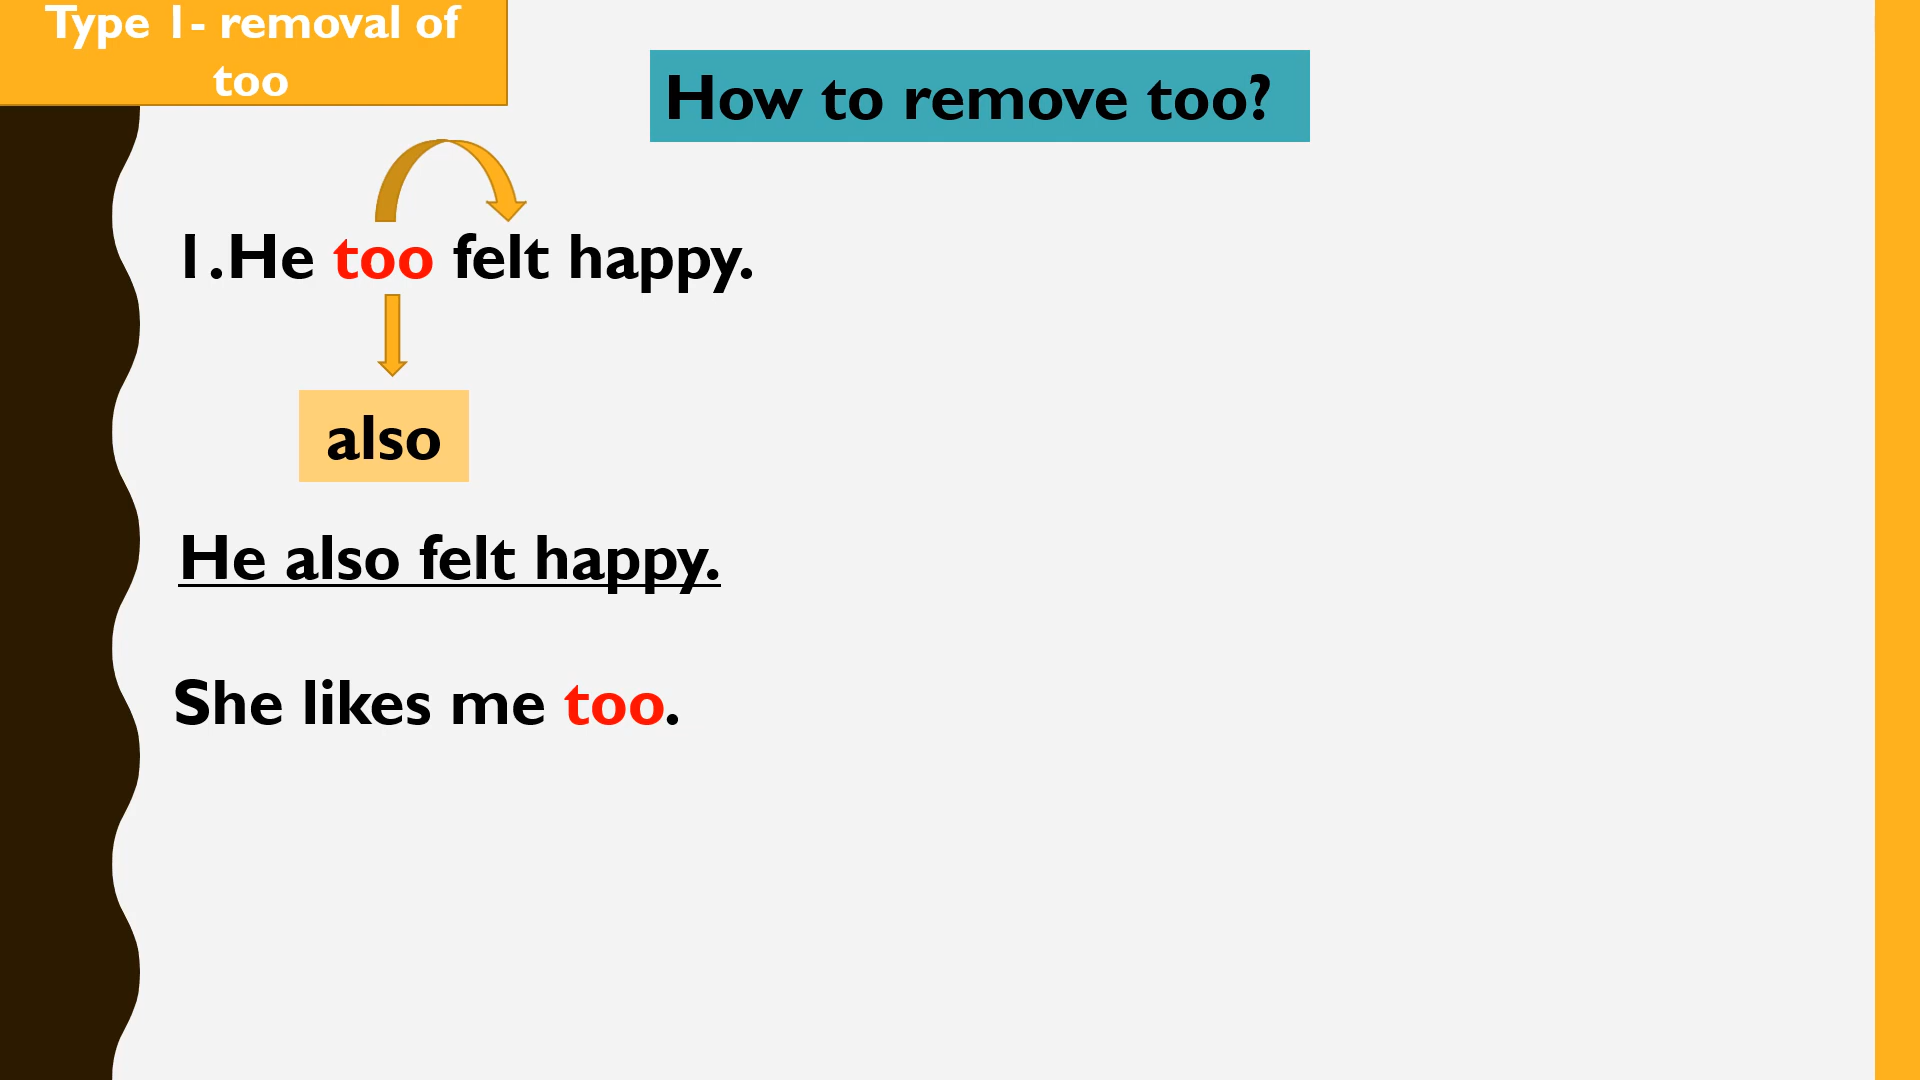 Type 1- removal of
too
How to remove too?
1.He too felt happy.
also
He also felt happy.
She likes me too.